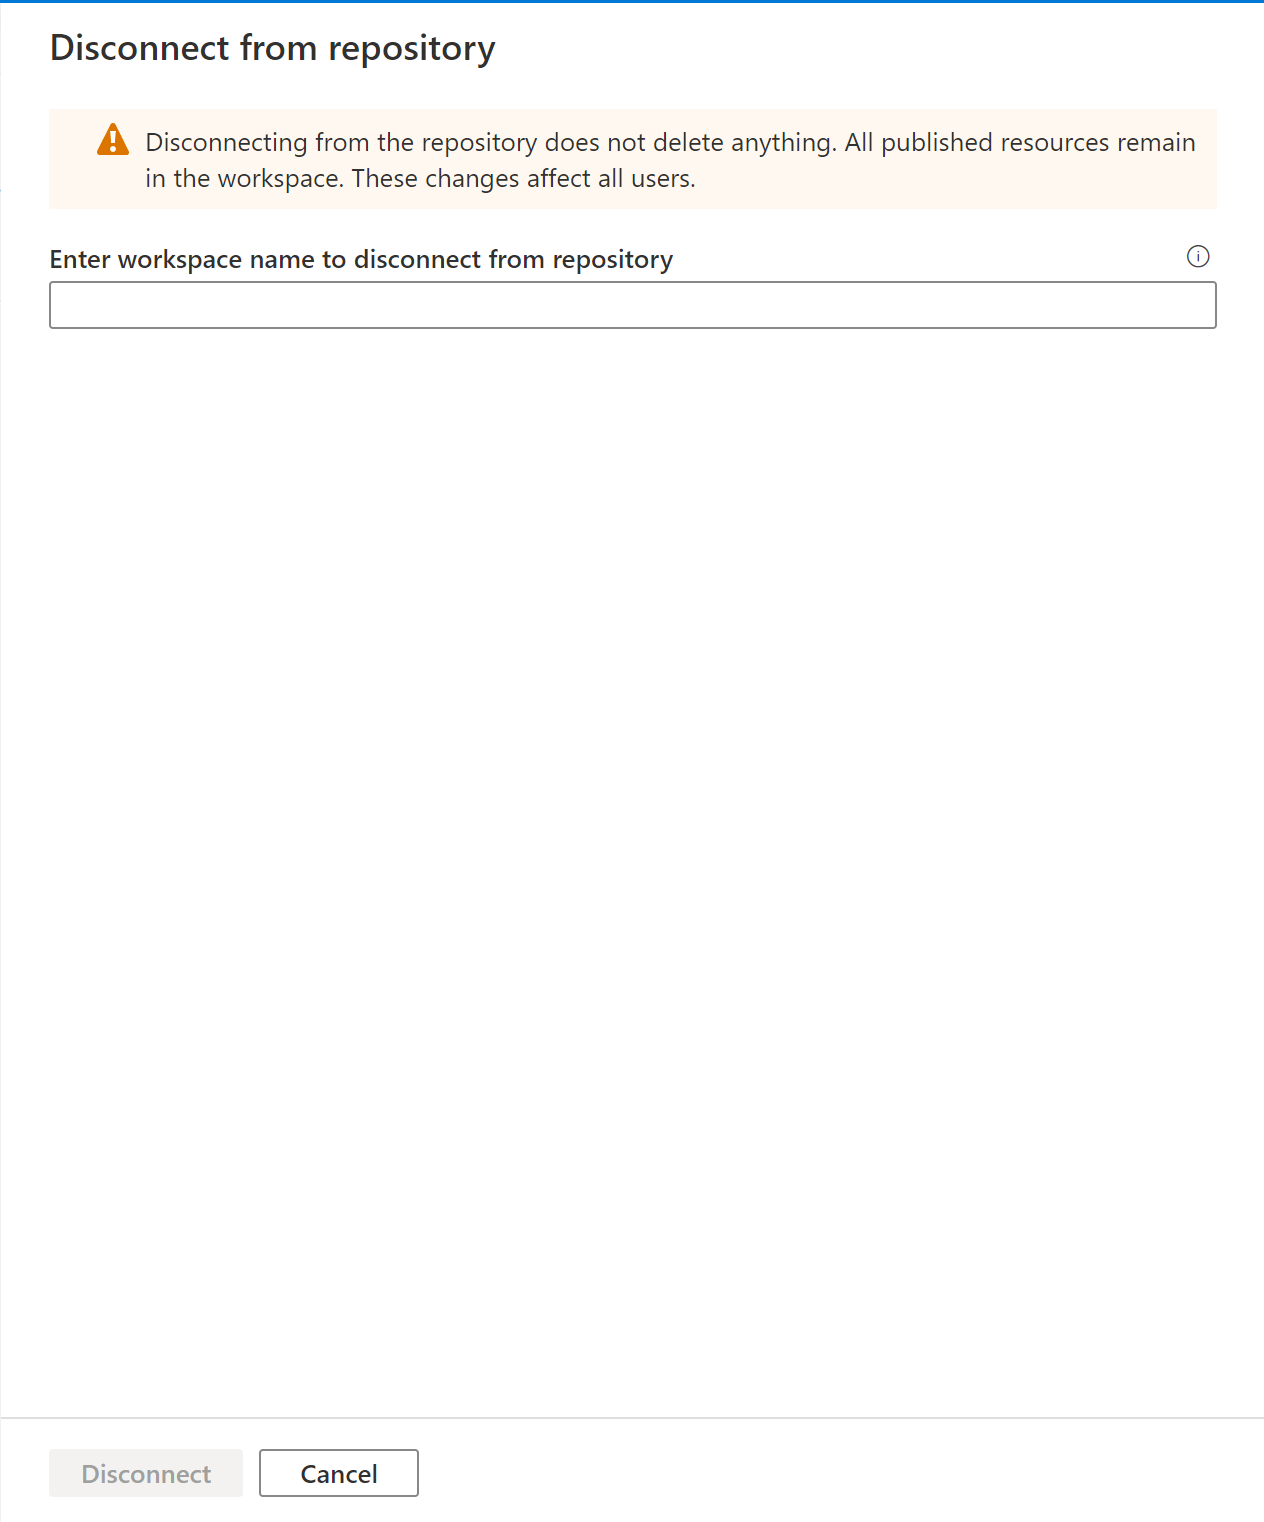 Disconnect from repository
Disconnecting from the repository does not delete anything. All published resources remain
in the workspace. These changes affect all users.
Enter workspace name to disconnect from repository
Disconnect
Cancel